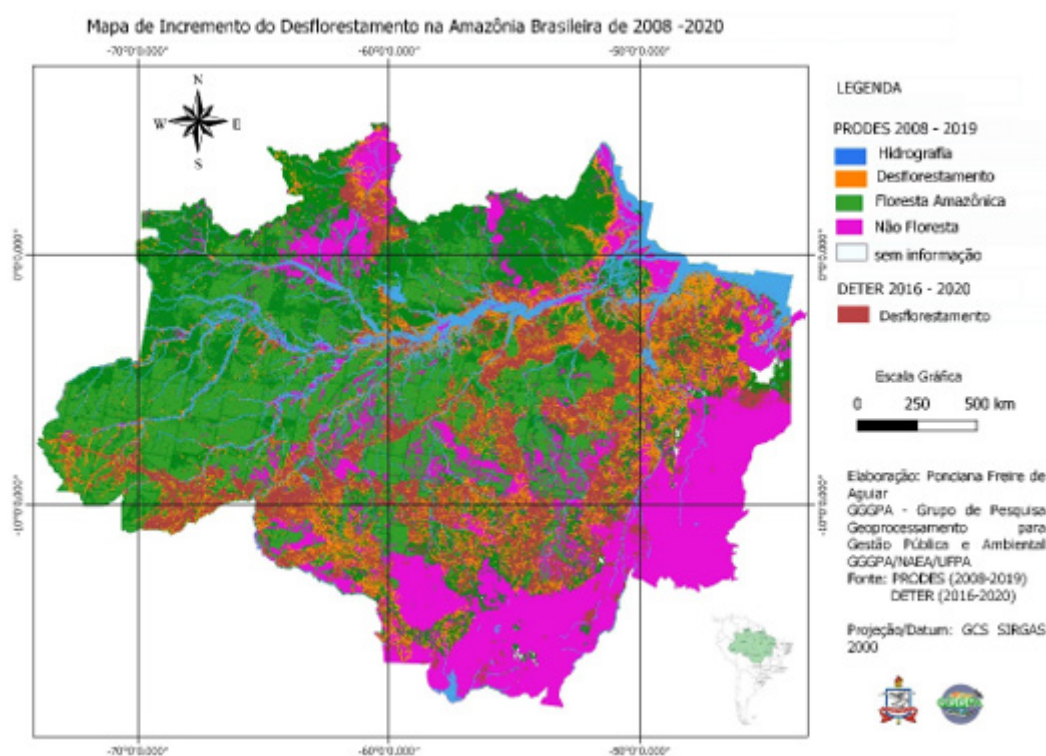 Mapa de Incremento do Desflorestamento na Amazônia Brasileira de 2008 -2020
-70°0'0.000" -60°0'0.000" -50°0'0.000"
N
W E
S
0°0'0.000" 0°0'0.000"
-10°0'0.000" -10°0'0.000"
-70°0'0.000" -60°0'0.000" -50°0'0.000"
LEGENDA
PRODES 2008 - 2019
Hidrografia
Desflorestamento
Floresta Amazônica
Não Floresta
sem informação
DETER 2016 - 2020
Desflorestamento
Escala Gráfica
0 250 500 km
Elaboração: Ponciana Freire de
Aguiar
GGGPA - Grupo de Pesquisa
Geoprocessamento para
Gestão Pública e Ambiental
GGGPA/NAEA/UFPA
Fonte: PRODES (2008-2019)
DETER (2016-2020)
Projeção/Datum: GCS SIRGAS
2000